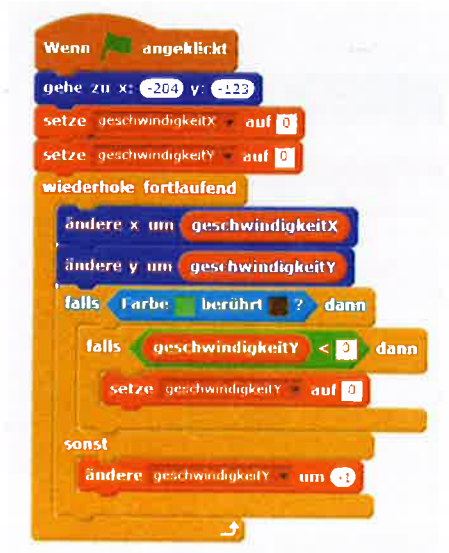 Wenn angeklickt
gehe zu x: -204 y: -123
setze geschwindigkeitX auf 0
setze geschwindigkeitY auf 0
wiederhole fortlaufend
ändere x um geschwindigkeitX
ändere y um geschwindigkeitY
falls Farbe berührt ? dann
falls geschwindigkeitY < 0 dann
setze geschwindigkeitY auf 0
sonst
ändere geschwindigkeitY um -1